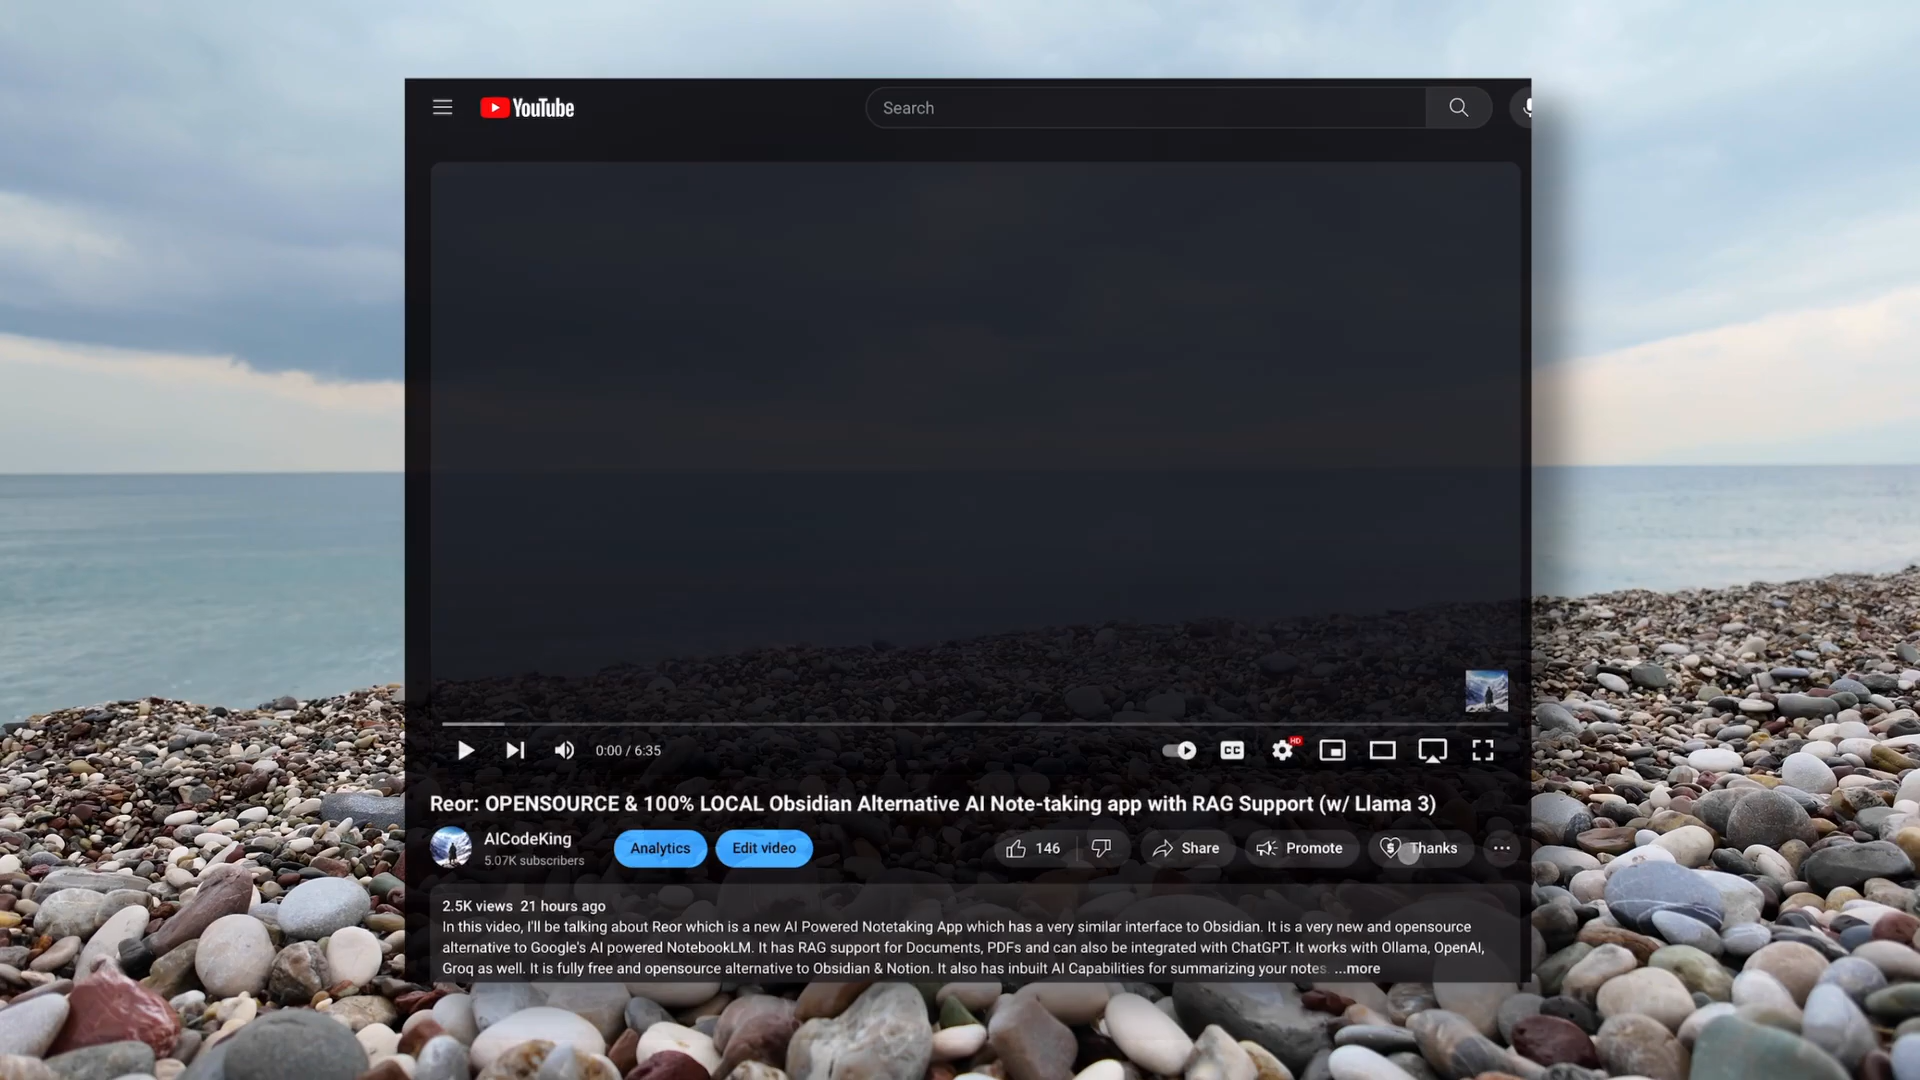 YouTube
Search
HD
CC
0:00 / 6:35
Reor: OPENSOURCE & 100% LOCAL Obsidian Alternative AI Note-taking app with RAG Support (w/ Llama 3)
AICodeKing
5.07K subscribers
Analytics
Edit video
146
Share
Promote
Thanks
2.5K views 21 hours ago
In this video, I'll be talking about Reor which is a new AI Powered Notetaking App which has a very similar interface to Obsidian. It is a very new and opensource
alternative to Google's AI powered NotebookLM. It has RAG support for Documents, PDFs and can also be integrated with ChatGPT. It works with Ollama, OpenAI,
Groq as well. It is fully free and opensource alternative to Obsidian & Notion. It also has inbuilt AI Capabilities for summarizing your notes. ...more